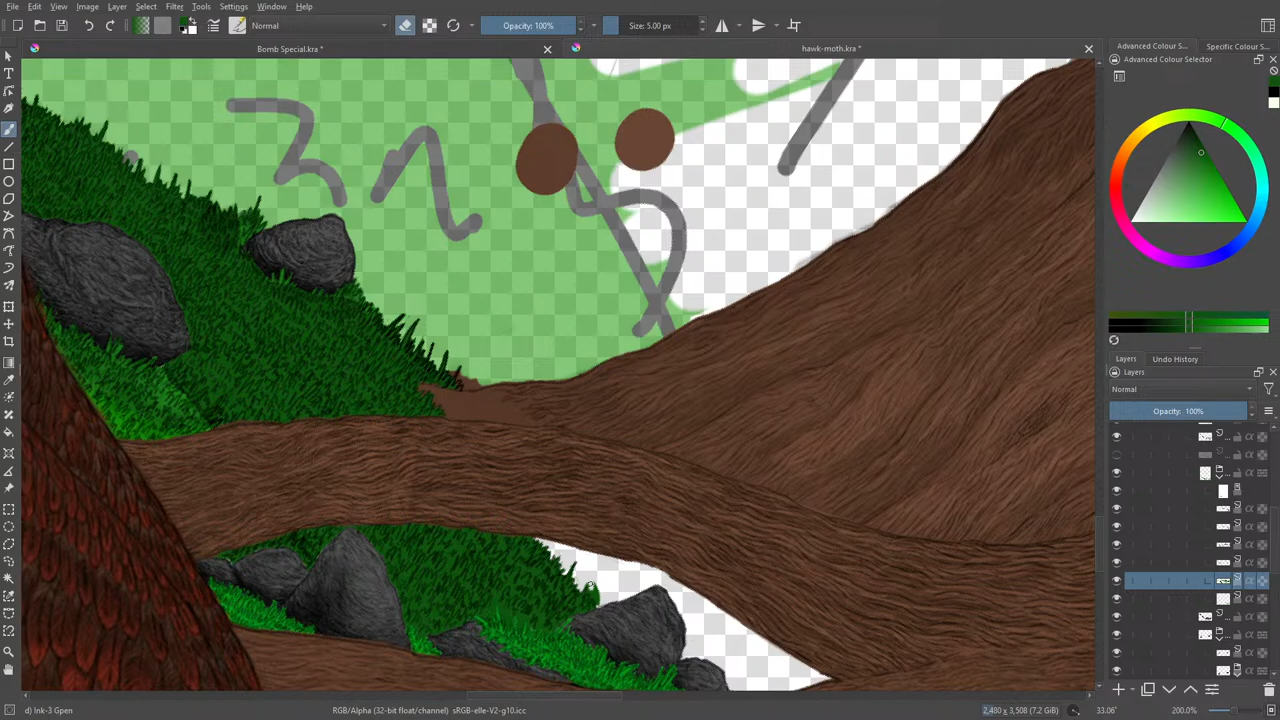 File Edit View Image Layer Select Filter Tools Settings Window Help
Normal Opacity: 100% Size: 5.00 px
Bomb Special.kra * hawk-moth.kra *
Advanced Colour S... Specific Colour S...
Advanced Colour Selector
Layers Undo History
Layers
Normal
Opacity: 100%
d) Ink-3 Gpen RGB/Alpha (32-bit float/channel) sRGB-elle-V2-g10.icc 2,480 x 3,508 (7.2 GiB) 33.06° 200.0%